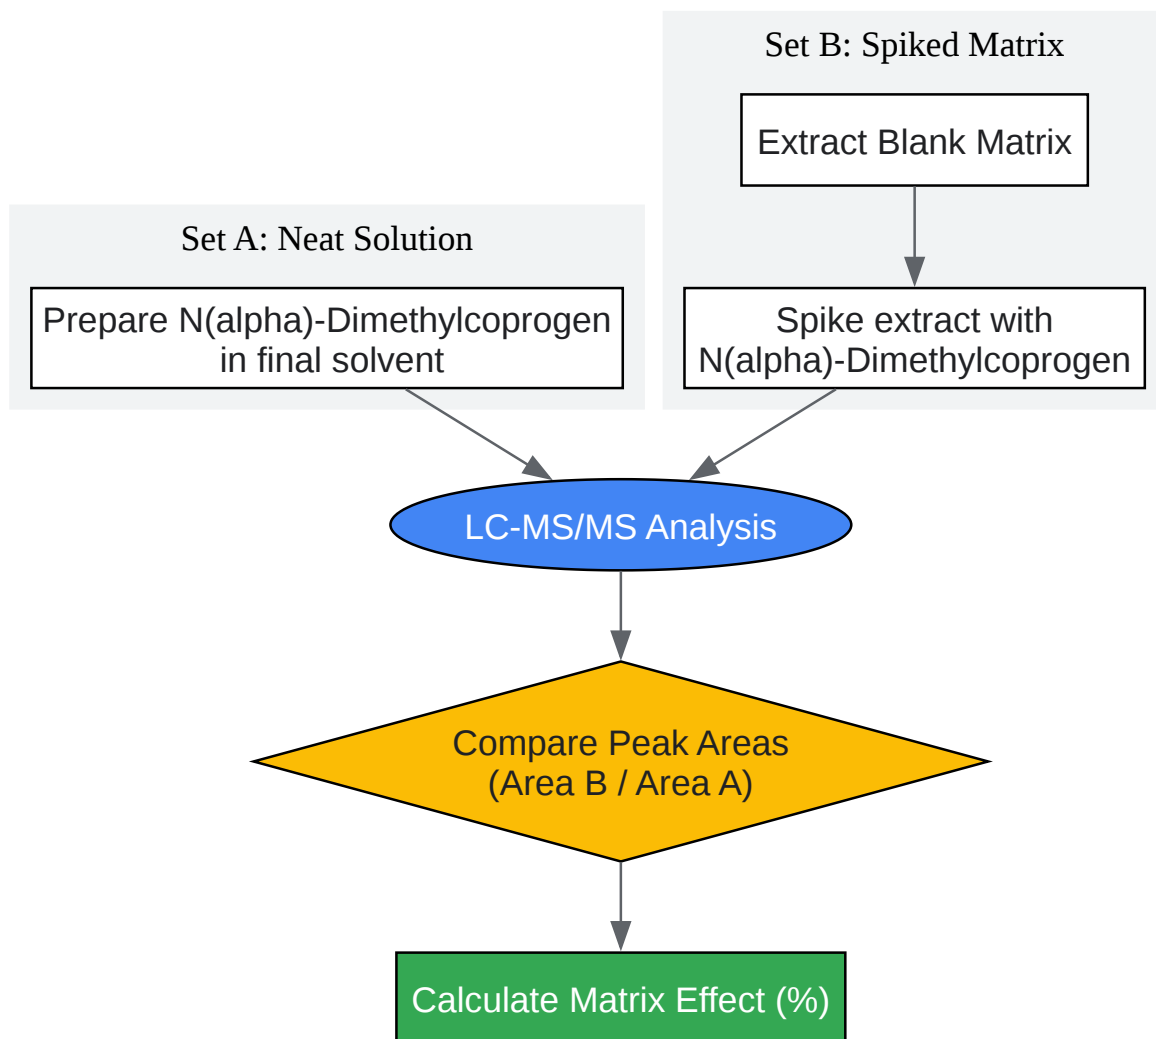 Set B: Spiked Matrix
Extract Blank Matrix
Set A: Neat Solution
Prepare N(alpha)-Dimethylcoprogen
in final solvent
Spike extract with
N(alpha)-Dimethylcoprogen
LC-MS/MS Analysis
Compare Peak Areas
(Area B / Area A)
Calculate Matrix Effect (%)